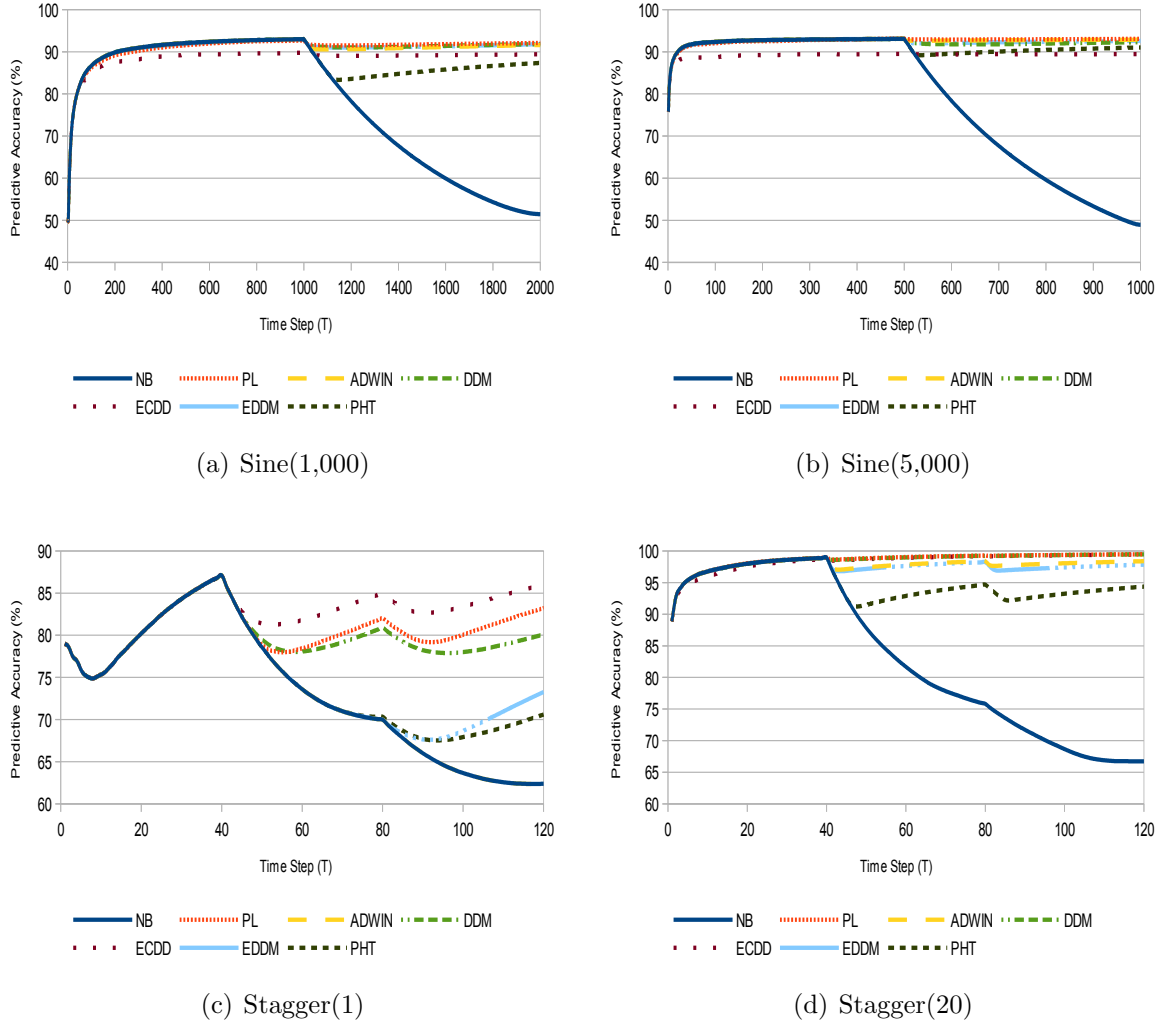 100
90
80
70
60
50
40
Predictive Accuracy (%)
0 200 400 600 800 1000 1200 1400 1600 1800 2000
Time Step (T)
NB PL ADWIN DDM
ECDD EDDM PHT
(a) Sine(1,000)
100
90
80
70
60
50
40
Predictive Accuracy (%)
0 100 200 300 400 500 600 700 800 900 1000
Time Step (T)
NB PL ADWIN DDM
ECDD EDDM PHT
(b) Sine(5,000)
90
85
80
75
70
65
60
Predictive Accuracy (%)
0 20 40 60 80 100 120
Time Step (T)
NB PL ADWIN DDM
ECDD EDDM PHT
(c) Stagger(1)
100
95
90
85
80
75
70
65
60
Predictive Accuracy (%)
0 20 40 60 80 100 120
Time Step (T)
NB PL ADWIN DDM
ECDD EDDM PHT
(d) Stagger(20)